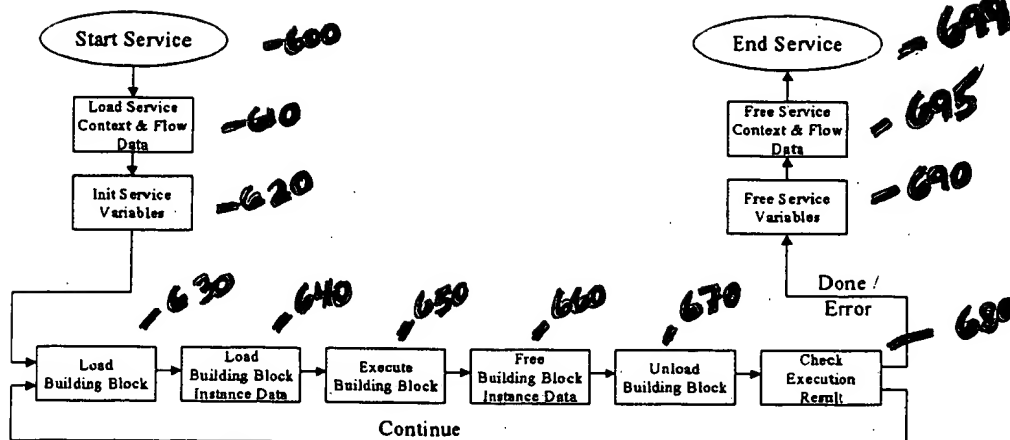 Start Service
-600
Load Service
Context & Flow
Data
-610
Init Service
Variables
-620
End Service
- 699
Free Service
Context & Flow
Data
- 695
Free Service
Variables
- 690
Done /
Error
- 630
Load
Building Block
- 640
Load
Building Block
Instance Data
- 650
Execute
Building Block
- 660
Free
Building Block
Instance Data
- 670
Unload
Building Block
- 680
Check
Execution
Result
Continue